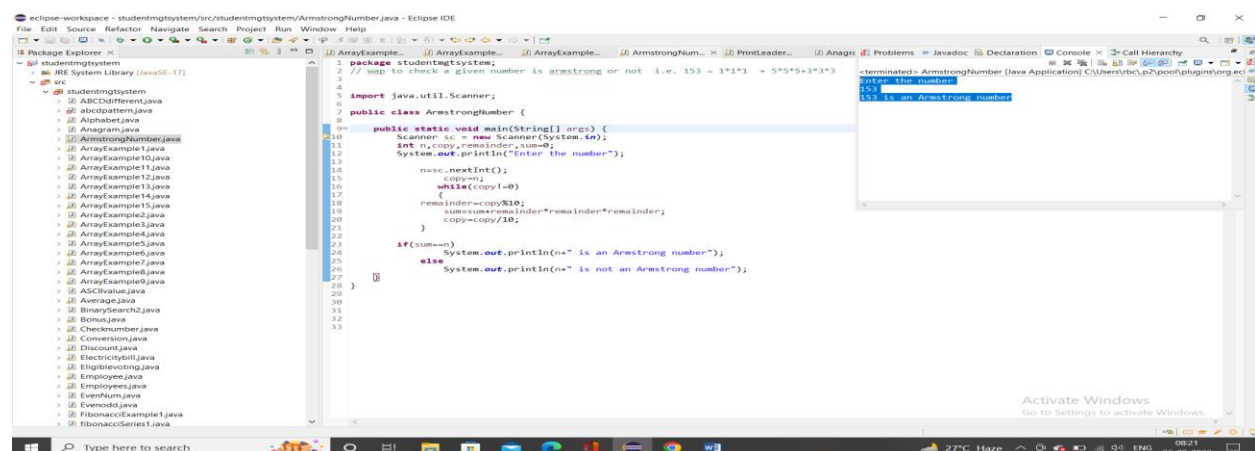 eclipse-workspace - studentmgtsystem/src/studentmgtsystem/ArmstrongNumber.java - Eclipse IDE
File Edit Source Refactor Navigate Search Project Run Window Help
Package Explorer
studentmgtsystem
JRE System Library [JavaSE-17]
src
studentmgtsystem
ABCDdifferent.java
abcdpattern.java
Alphabet.java
Anagram.java
ArmstrongNumber.java
ArrayExample1.java
ArrayExample10.java
ArrayExample11.java
ArrayExample12.java
ArrayExample13.java
ArrayExample14.java
ArrayExample15.java
ArrayExample2.java
ArrayExample3.java
ArrayExample4.java
ArrayExample5.java
ArrayExample6.java
ArrayExample7.java
ArrayExample8.java
ArrayExample9.java
ASCIIvalue.java
Average.java
BinarySearch2.java
Bonus.java
Checknumber.java
Conversion.java
Discount.java
Electricitybill.java
Eligiblevoting.java
Employee.java
Employees.java
EvenNum.java
Evenodd.java
FibonacciExample1.java
fibonacciSeries1.java
ArrayExample... ArrayExample... ArrayExample... ArmstrongNum... PrintLeader... Anagra
1 package studentmgtsystem;
2 // wap to check a given number is armstrong or not i.e. 153 = 1*1*1 + 5*5*5+3*3*3
3
4
5 import java.util.Scanner;
6
7 public class ArmstrongNumber {
8
9 public static void main(String[] args) {
10 Scanner sc = new Scanner(System.in);
11 int n,copy,remainder,sum=0;
12 System.out.println("Enter the number");
13
14 n=sc.nextInt();
15 copy=n;
16 while(copy!=0)
17 {
18 remainder=copy%10;
19 sum=sum+remainder*remainder*remainder;
20 copy=copy/10;
21 }
22
23 if(sum==n)
24 System.out.println(n+" is an Armstrong number");
25 else
26 System.out.println(n+" is not an Armstrong number");
27 }
28 }
29
30
31
32
33
Problems Javadoc Declaration Console Call Hierarchy
<terminated> ArmstrongNumber [Java Application] C:\Users\rbc\.p2\pool\plugins\org.ecl
Enter the number
153
153 is an Armstrong number
Activate Windows
Go to Settings to activate Windows.
Type here to search
27°C Haze
ENG
08:21